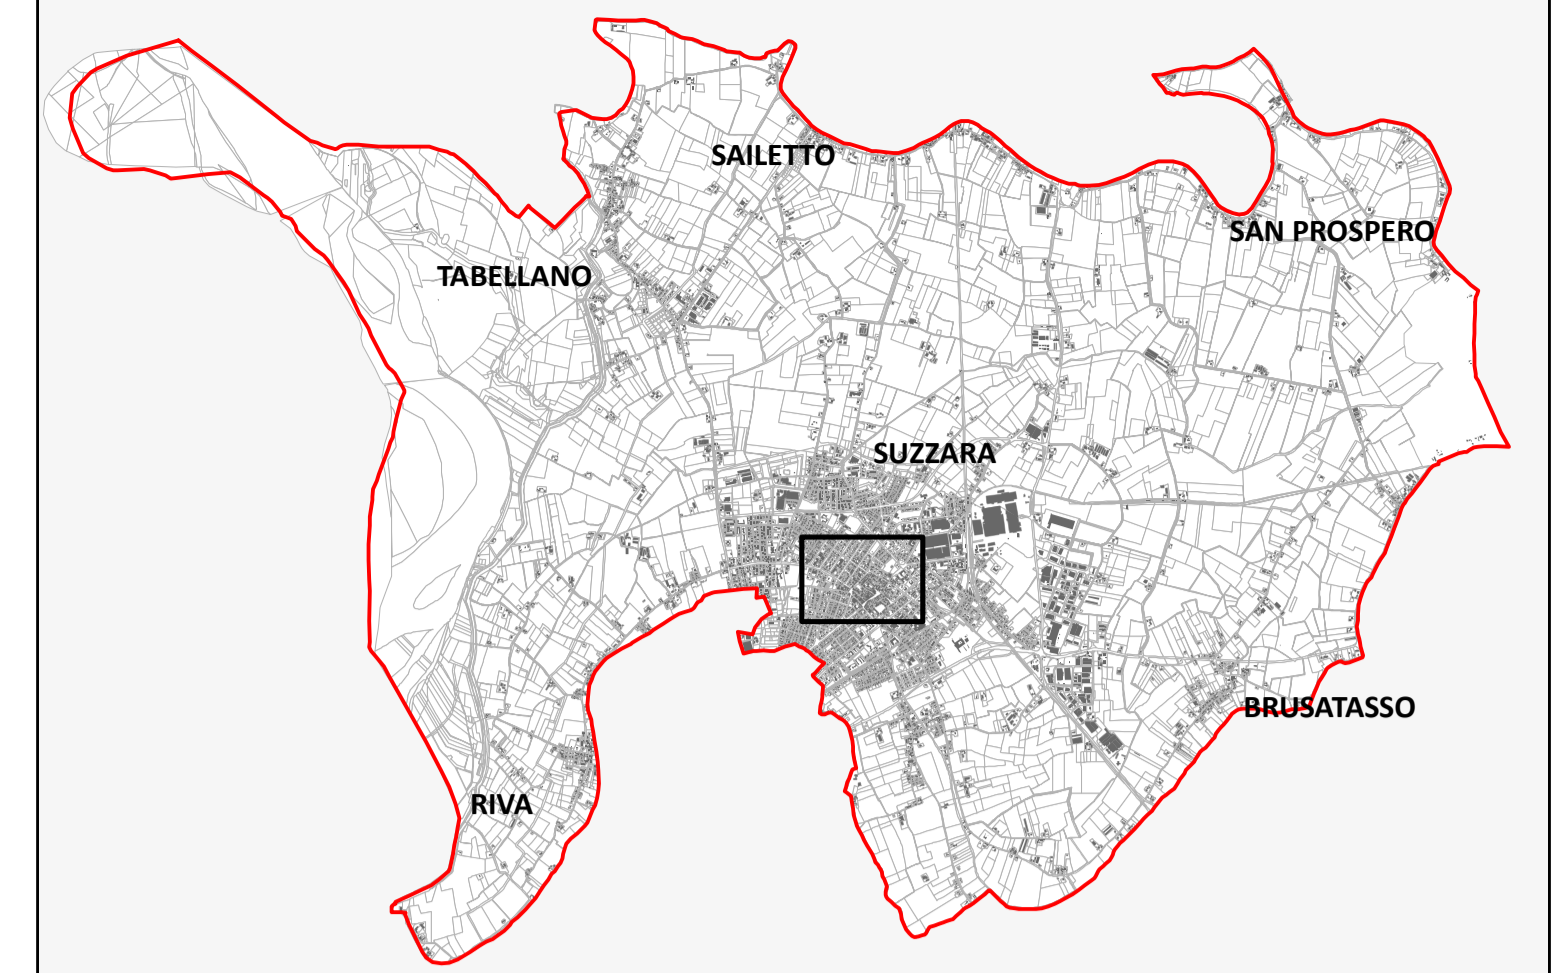 SAILETTO
SAN PROSPERO
TABELLANO
SUZZARA
BRUSATASSO
RIVA